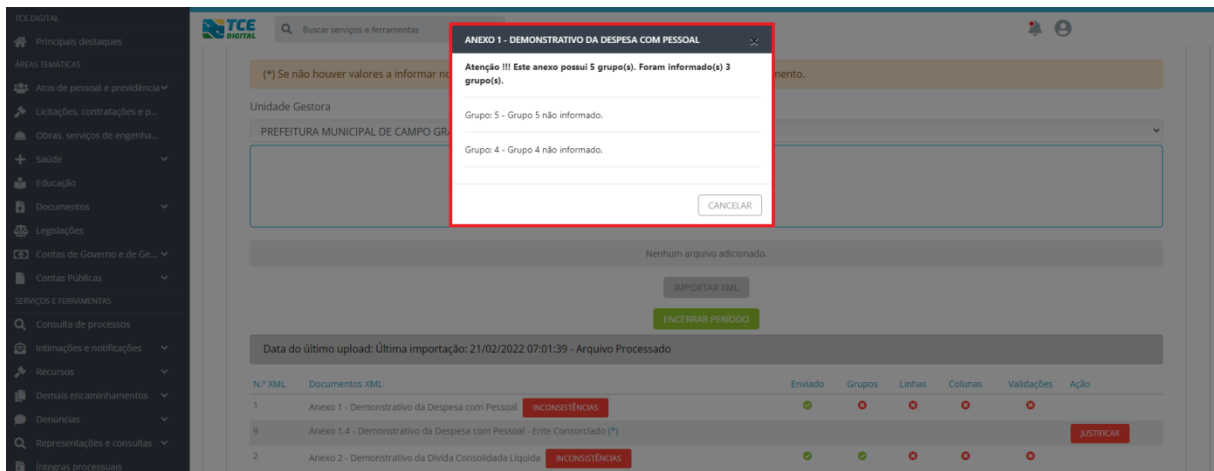 TCE DIGITAL
Principais destaques
ÁREAS TEMÁTICAS
Atos de pessoal e previdência
Licitações, contratações e p...
Obras, serviços de engenha...
Saúde
Educação
Documentos
Legislações
Contas de Governo e de Ge...
Contas Públicas
SERVIÇOS E FERRAMENTAS
Consulta de processos
Intimações e notificações
Recursos
Demais encaminhamentos
Denúncias
Representações e consultas
Íntegras processuais
TCE
DIGITAL
Buscar serviços e ferramentas
ANEXO 1 - DEMONSTRATIVO DA DESPESA COM PESSOAL
Atenção !!! Este anexo possui 5 grupo(s). Foram informado(s) 3
grupo(s).
Grupo: 5 - Grupo 5 não informado.
Grupo: 4 - Grupo 4 não informado.
CANCELAR
(*) Se não houver valores a informar no
Unidade Gestora
PREFEITURA MUNICIPAL DE CAMPO GR
Nenhum arquivo adicionado.
IMPORTAR XML
ENCERRAR PERÍODO
Data do último upload: Última importação: 21/02/2022 07:01:39 - Arquivo Processado
N.º XML Documentos XML Enviado Grupos Linhas Colunas Validações Ação
1 Anexo 1 - Demonstrativo da Despesa com Pessoal INCONSISTÊNCIAS
9 Anexo 1.4 - Demonstrativo da Despesa com Pessoal - Ente Consorciado (*) JUSTIFICAR
2 Anexo 2 - Demonstrativo da Dívida Consolidada Líquida INCONSISTÊNCIAS